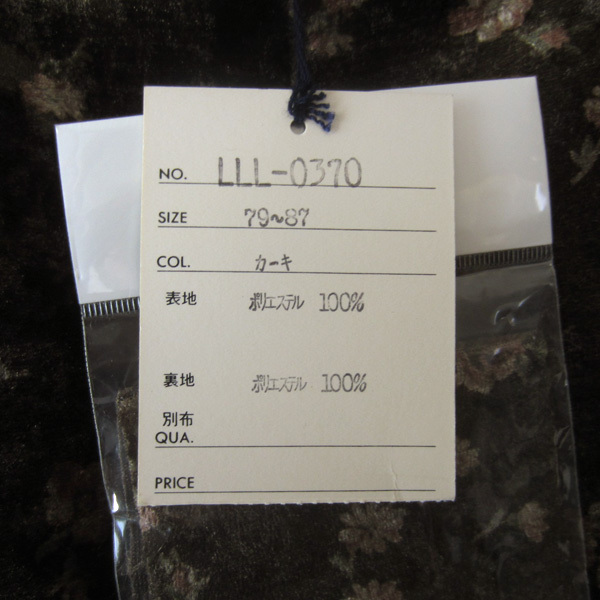 NO. LLL-0370
SIZE 79~87
COL. カーキ
表地 ポリエステル 100%
裏地 ポリエステル 100%
別布
QUA.
PRICE